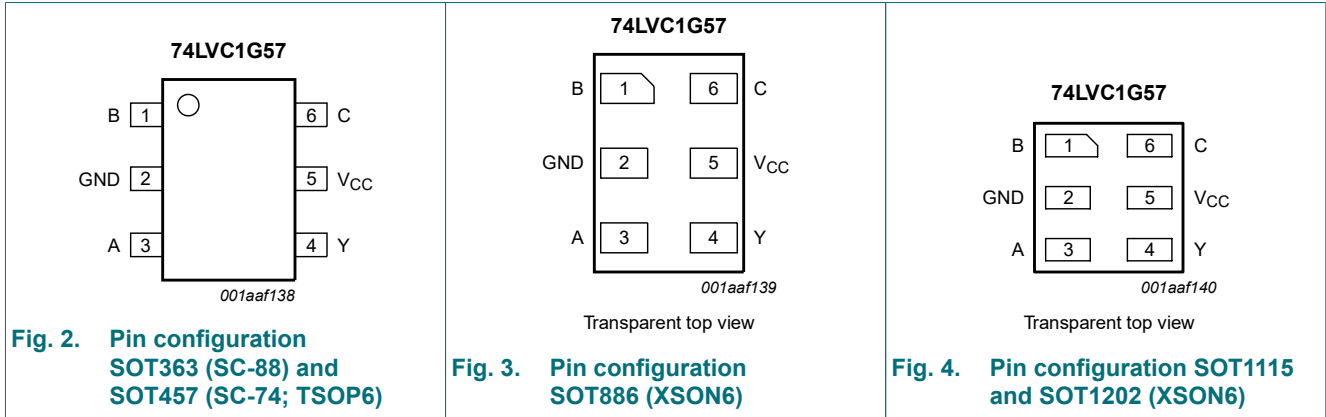 74LVC1G57
B 1 6 C
GND 2 5 VCC
A 3 4 Y
001aaf138
Fig. 2. Pin configuration
SOT363 (SC-88) and
SOT457 (SC-74; TSOP6)
74LVC1G57
B 1 6 C
GND 2 5 VCC
A 3 4 Y
001aaf139
Transparent top view
Fig. 3. Pin configuration
SOT886 (XSON6)
74LVC1G57
B 1 6 C
GND 2 5 VCC
A 3 4 Y
001aaf140
Transparent top view
Fig. 4. Pin configuration SOT1115
and SOT1202 (XSON6)